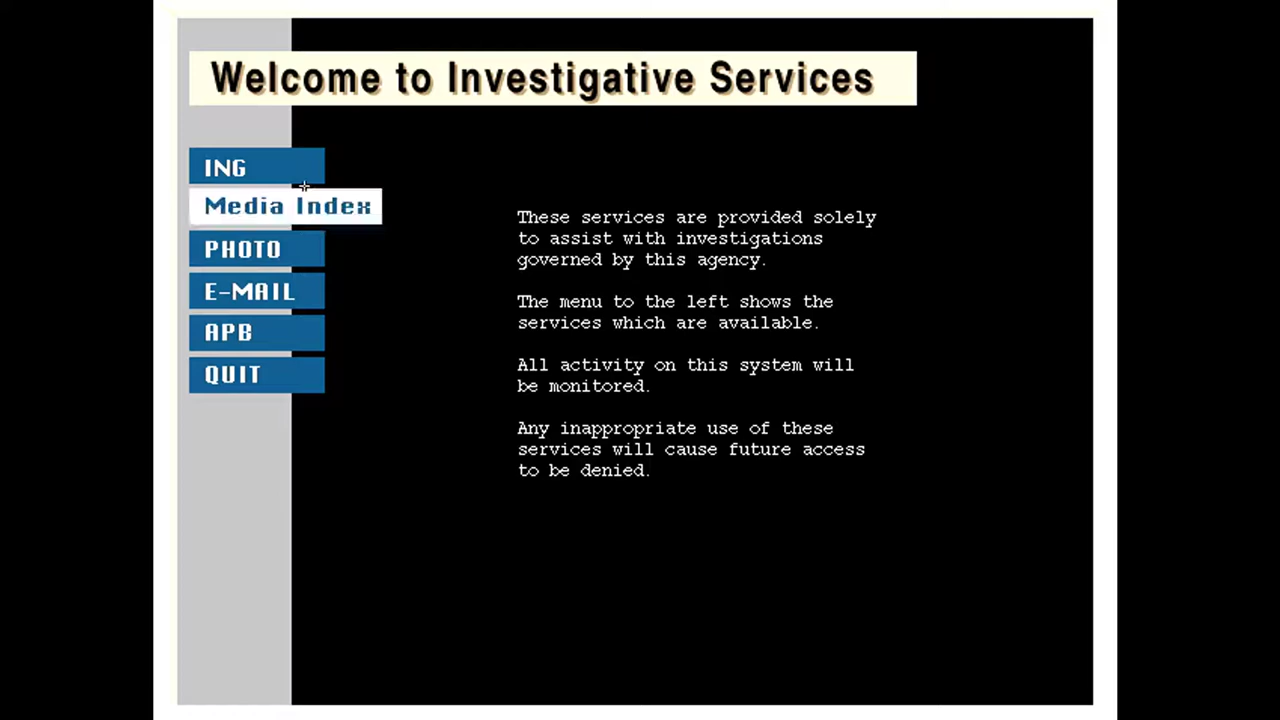 Welcome to Investigative Services
ING
Media Index
PHOTO
E-MAIL
APB
QUIT
These services are provided solely
to assist with investigations
governed by this agency.
The menu to the left shows the
services which are available.
All activity on this system will
be monitored.
Any inappropriate use of these
services will cause future access
to be denied.